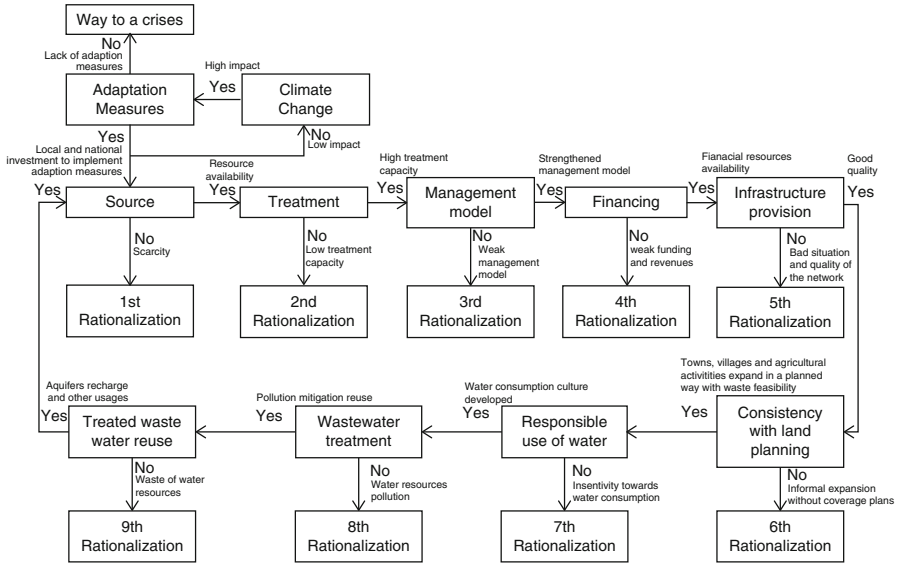 Way to a crises
No
Lack of adaption
measures
High impact
Adaptation
Measures
Yes
Climate
Change
Yes
Local and national
investment to implement
adaption measures
No
Low impact
Resource
availability
High treatment
capacity
Strengthened
management model
Fianacial resources
availability
Good
quality
Yes
Source
Yes
Treatment
Yes
Management
model
Yes
Financing
Yes
Infrastructure
provision
Yes
No
Scarcity
No
Low treatment
capacity
No
Weak
management
model
No
weak funding
and revenues
No
Bad situation
and quality of
the network
1st
Rationalization
2nd
Rationalization
3rd
Rationalization
4th
Rationalization
5th
Rationalization
Aquifers recharge
and other usages
Pollution mitigation reuse
Water consumption culture
developed
Towns, villages and agricultural
activitities expand in a planned
way with waste feasibility
Yes
Treated waste
water reuse
Yes
Wastewater
treatment
Yes
Responsible
use of water
Yes
Consistency
with land
planning
No
Waste of water
resources
No
Water resources
pollution
No
Insentivity towards
water consumption
No
Informal expansion
without coverage plans
9th
Rationalization
8th
Rationalization
7th
Rationalization
6th
Rationalization